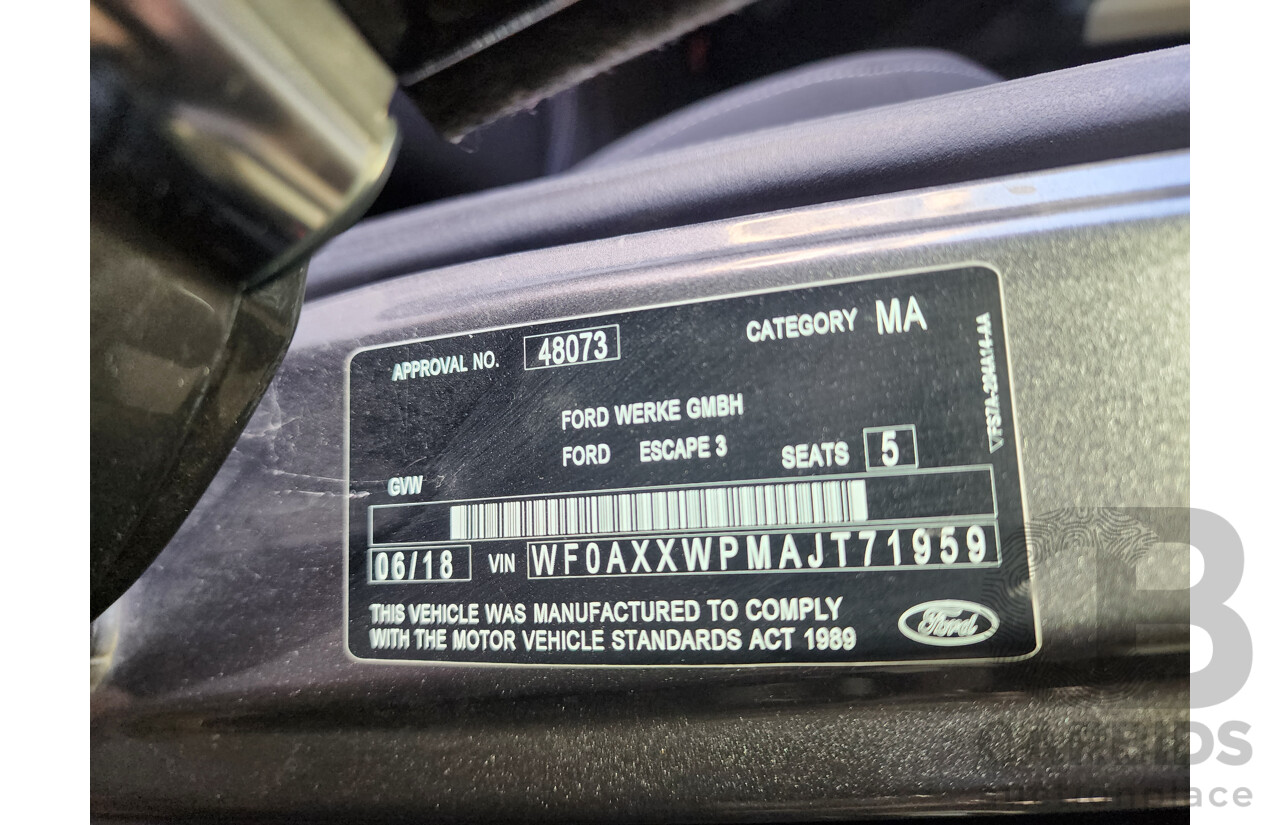 APPROVAL NO. 48073 CATEGORY MA
FORD WERKE GMBH
FORD ESCAPE 3 SEATS 5
GVW
06/18 VIN WF0AXXWPMAJT71959
THIS VEHICLE WAS MANUFACTURED TO COMPLY
WITH THE MOTOR VEHICLE STANDARDS ACT 1989
Ford